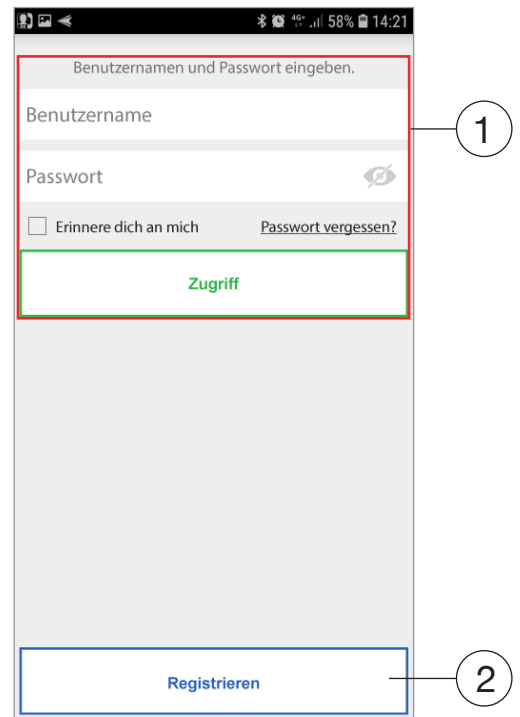 4G+ 58% 14:21
Benutzernamen und Passwort eingeben.
Benutzername
1
Passwort
Erinnere dich an mich Passwort vergessen?
Zugriff
Registrieren
2